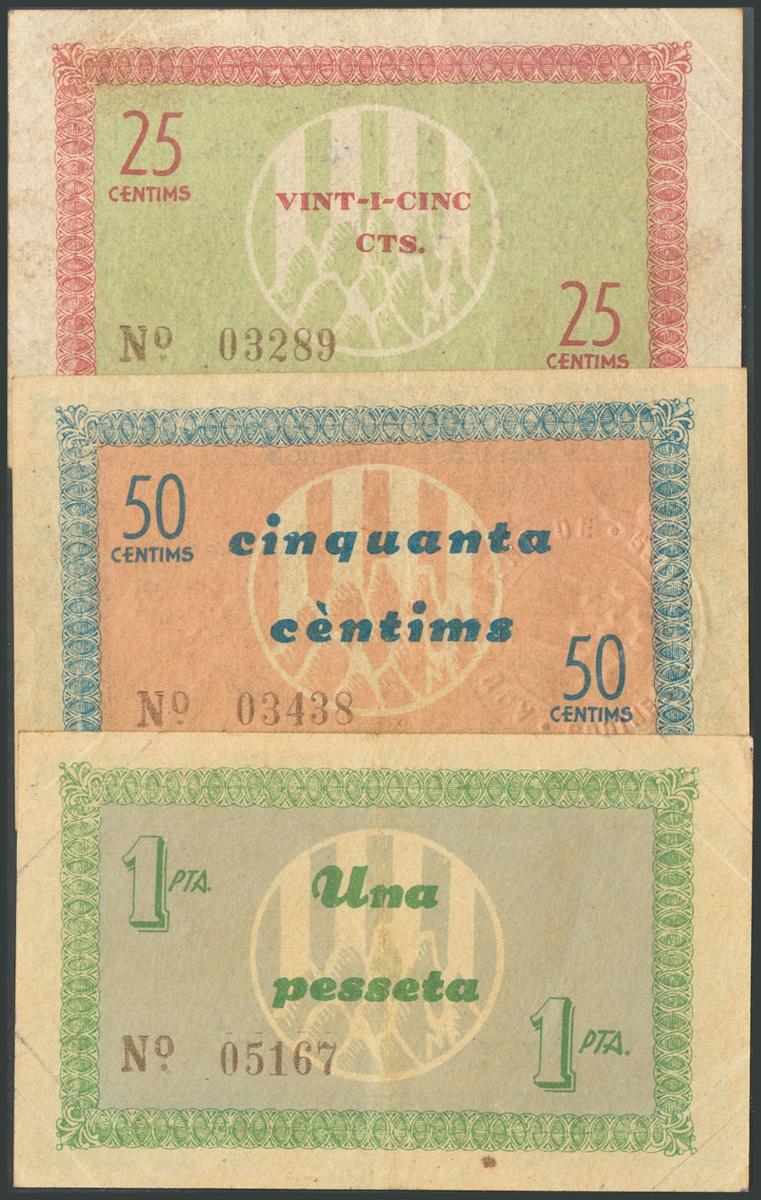 25
CENTIMS
VINT-I-CINC
CTS.
25
CENTIMS
Nº 03289
50
CENTIMS
cinquanta
cèntims
50
CENTIMS
Nº 03438
1 PTA.
Una
pesseta
1 PTA.
Nº 05167